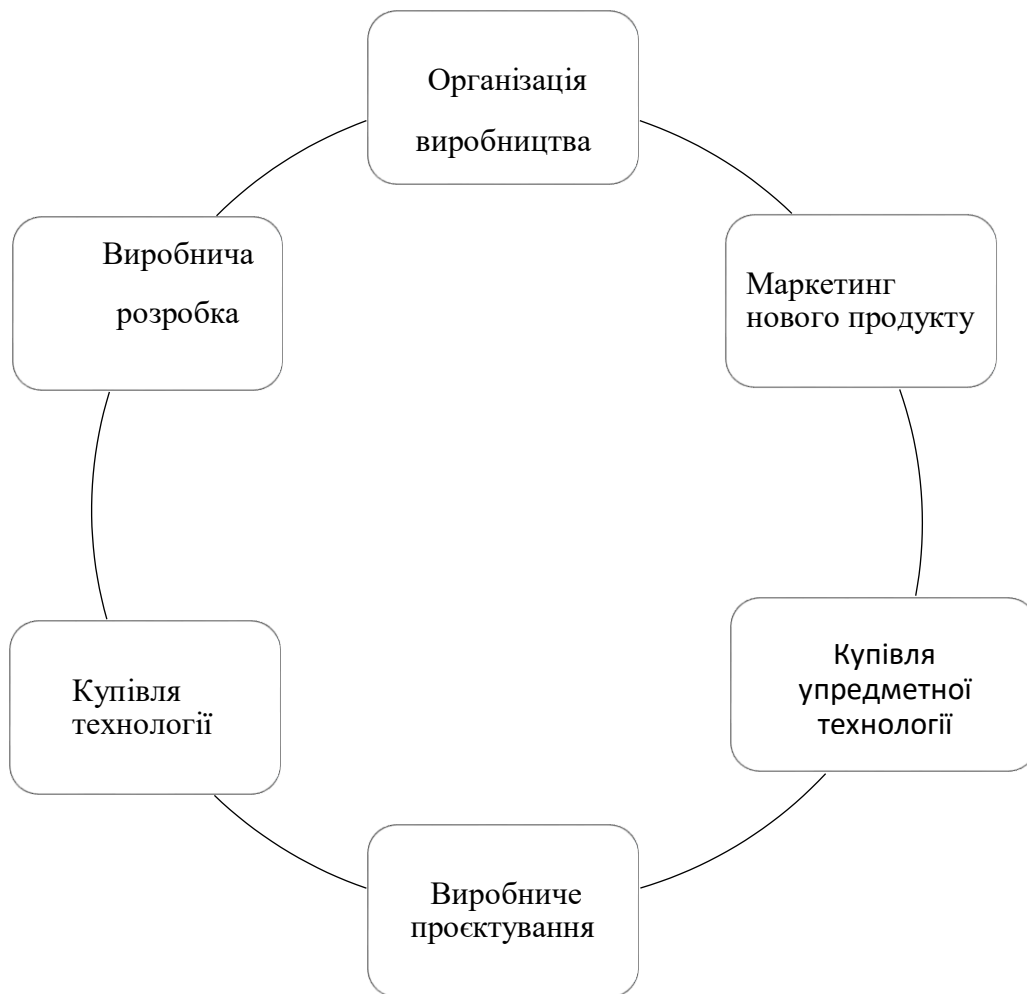 Організація
виробництва
Маркетинг
нового продукту
Купівля
упредметної
технології
Виробниче
проєктування
Купівля
технології
Виробнича
розробка